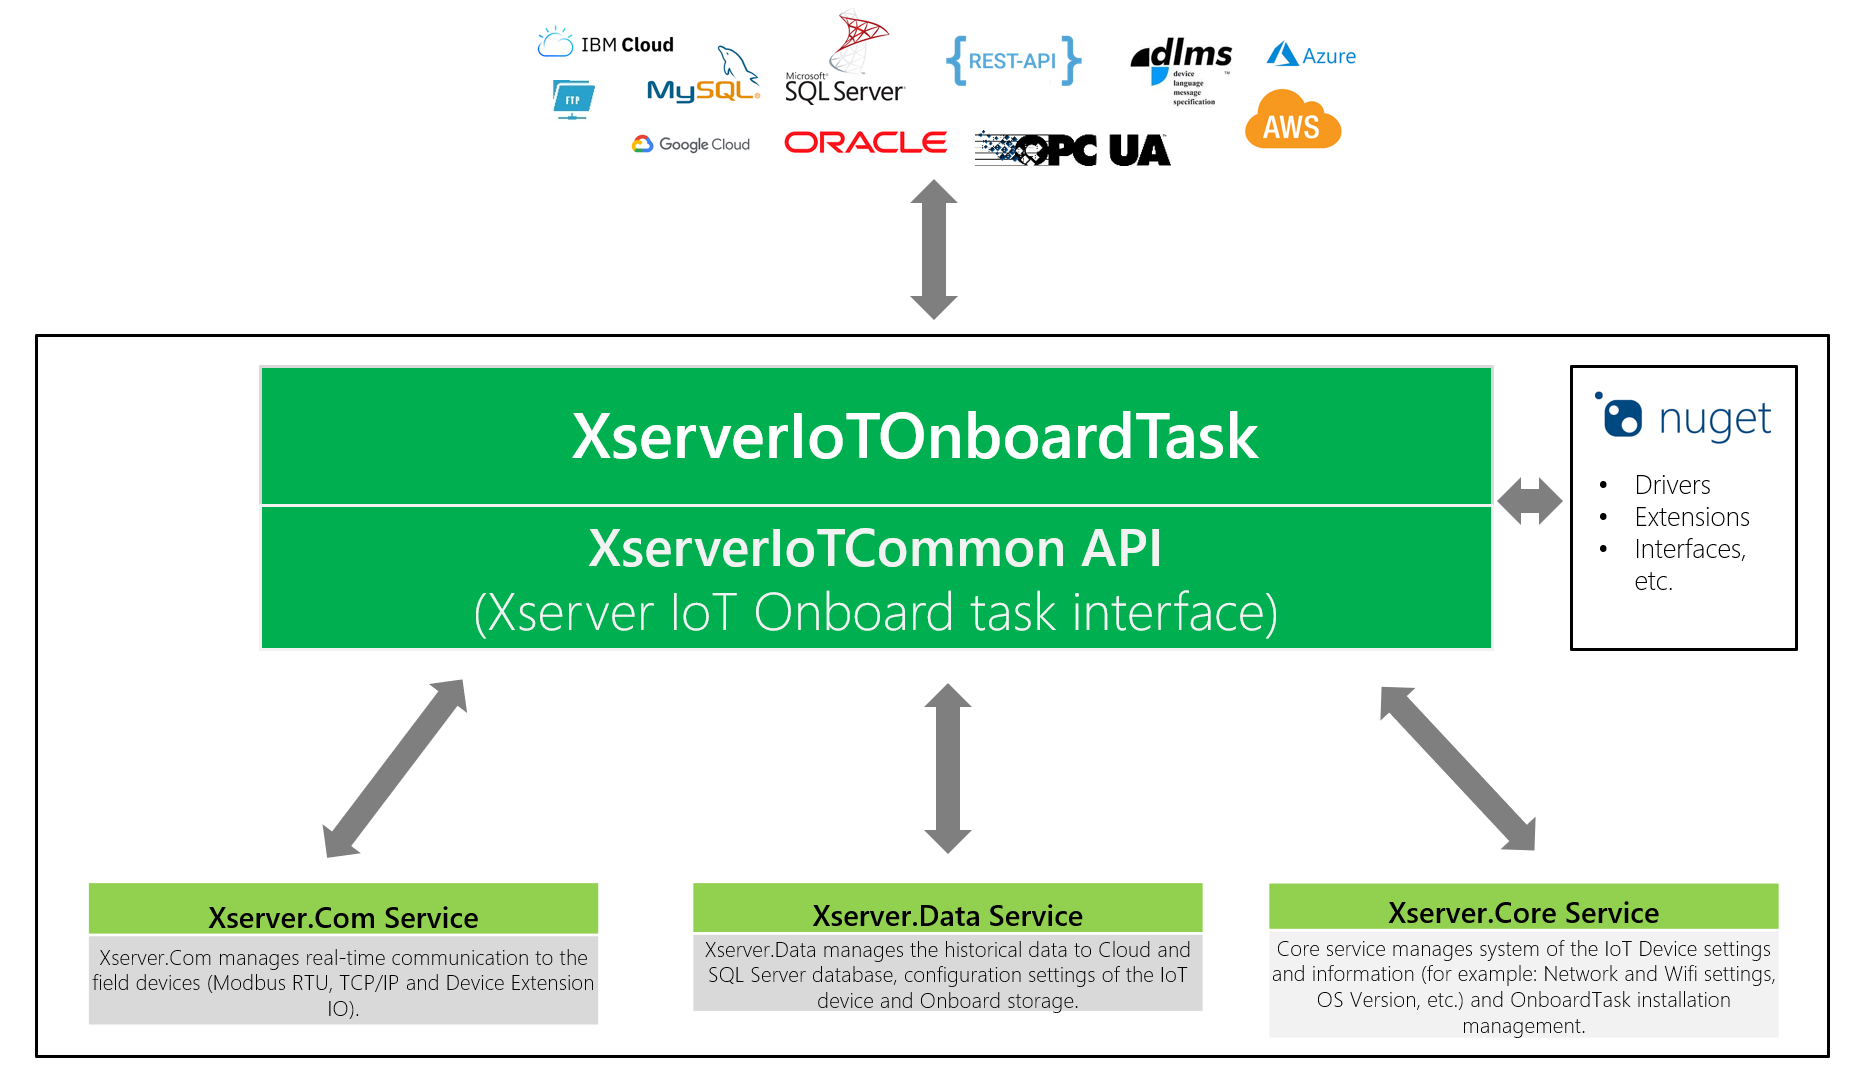 IBM Cloud
FTP
MySQL®
Microsoft®
SQL Server®
{REST-API}
dlms
™
device
language
message
specification
Azure
AWS
Google Cloud
ORACLE
OPC UA
XserverIoTOnboardTask
XserverIoTCommon API
(Xserver IoT Onboard task interface)
nuget
• Drivers
• Extensions
• Interfaces,
etc.
Xserver.Com Service
Xserver.Com manages real-time communication to the
field devices (Modbus RTU, TCP/IP and Device Extension
IO).
Xserver.Data Service
Xserver.Data manages the historical data to Cloud and
SQL Server database, configuration settings of the IoT
device and Onboard storage.
Xserver.Core Service
Core service manages system of the IoT Device settings
and information (for example: Network and Wifi settings,
OS Version, etc.) and OnboardTask installation
management.